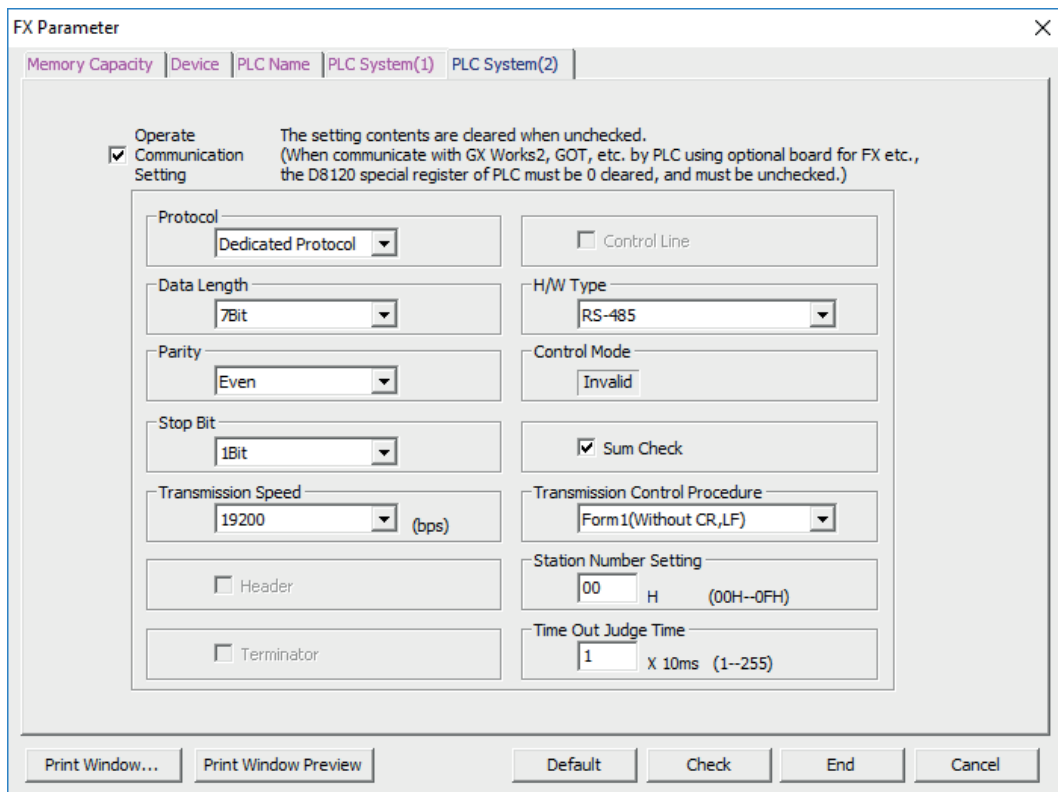 FX Parameter
Memory Capacity Device PLC Name PLC System(1) PLC System(2)
Operate Communication Setting
The setting contents are cleared when unchecked.
(When communicate with GX Works2, GOT, etc. by PLC using optional board for FX etc.,
the D8120 special register of PLC must be 0 cleared, and must be unchecked.)
Protocol
Dedicated Protocol
Control Line
Data Length
7Bit
H/W Type
RS-485
Parity
Even
Control Mode
Invalid
Stop Bit
1Bit
Sum Check
Transmission Speed
19200 (bps)
Transmission Control Procedure
Form1(Without CR,LF)
Header
Station Number Setting
00 H (00H--0FH)
Terminator
Time Out Judge Time
1 X 10ms (1--255)
Print Window... Print Window Preview Default Check End Cancel